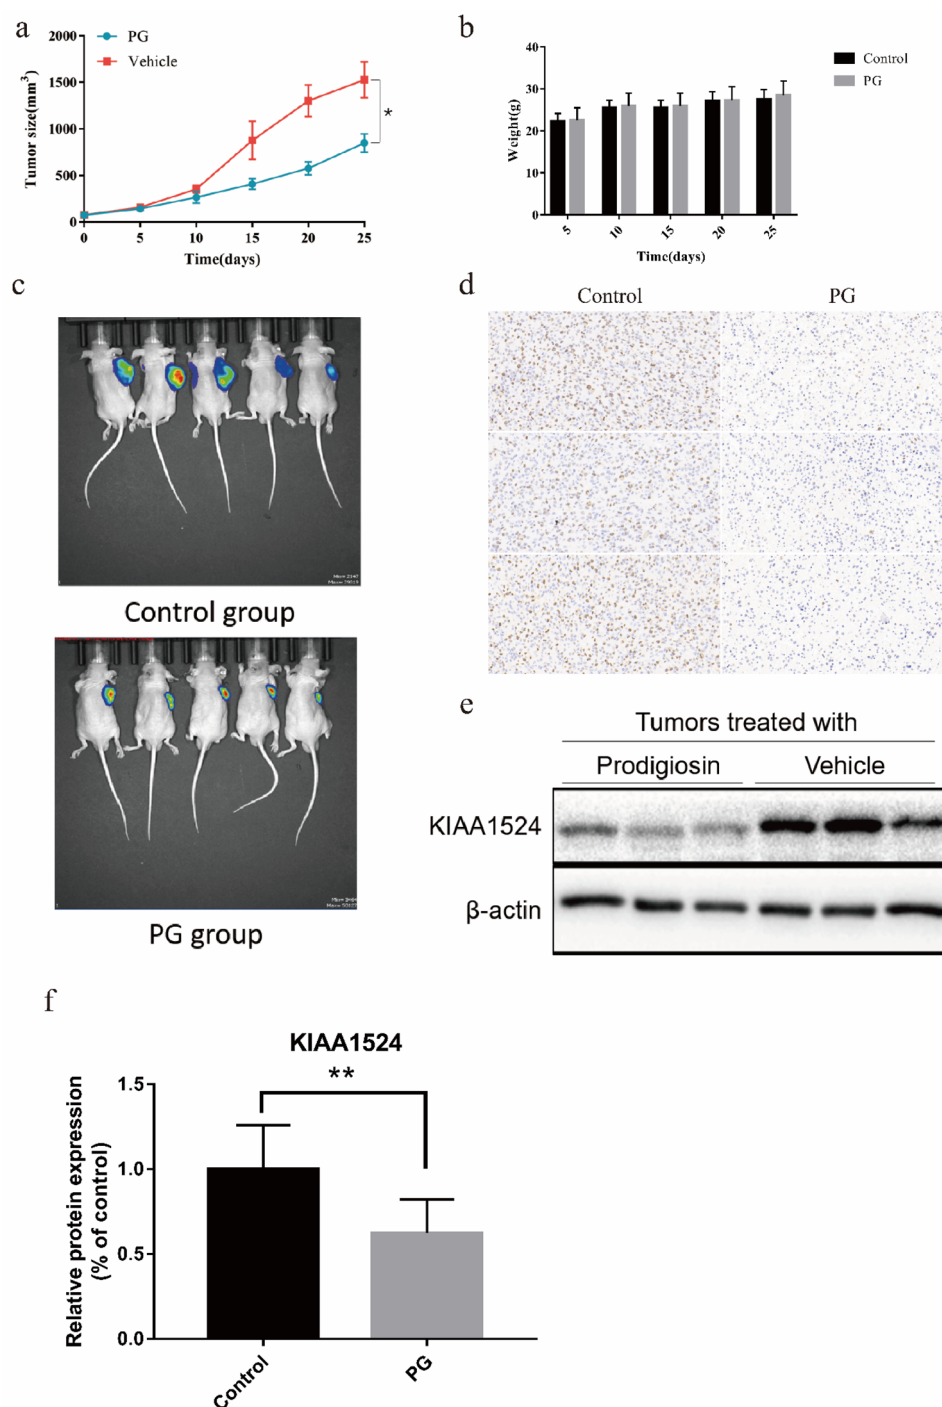 a
PG
Vehicle
Tumor size(mm³)
2000
1500
1000
500
0
*
0 5 10 15 20 25
Time(days)
b
Control
PG
Weight(g)
40
30
20
10
0
5 10 15 20 25
Time(days)
c
Control group
PG group
d
Control PG
e
Tumors treated with
Prodigiosin Vehicle
KIAA1524
β-actin
f
KIAA1524
**
Relative protein expression
(% of control)
1.5
1.0
0.5
0.0
Control PG